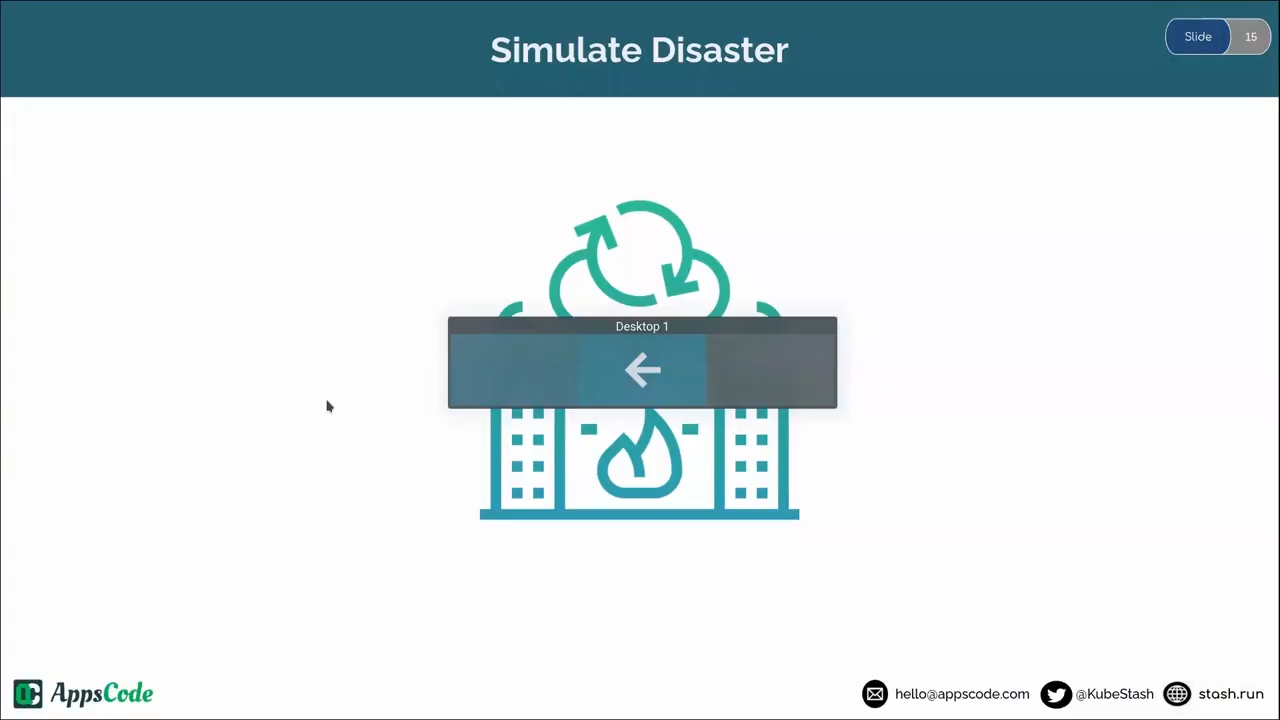 Simulate Disaster
Slide 15
Desktop 1
AppsCode
hello@appscode.com @KubeStash stash.run